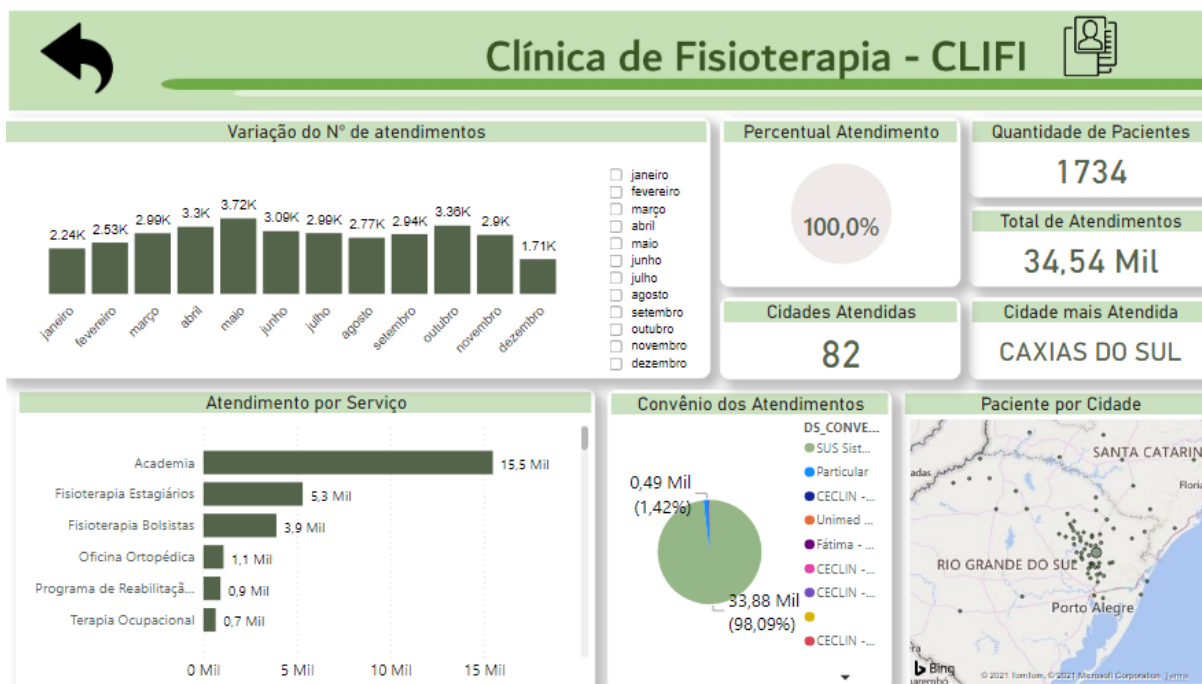 Clínica de Fisioterapia - CLIFI
Variação do N° de atendimentos
2.24K
2.53K
2.99K
3.3K
3.72K
3.09K
2.99K
2.77K
2.94K
3.36K
2.9K
1.71K
janeiro
fevereiro
março
abril
maio
junho
julho
agosto
setembro
outubro
novembro
dezembro
janeiro
fevereiro
março
abril
maio
junho
julho
agosto
setembro
outubro
novembro
dezembro
Percentual Atendimento
100,0%
Quantidade de Pacientes
1734
Total de Atendimentos
34,54 Mil
Cidades Atendidas
82
Cidade mais Atendida
CAXIAS DO SUL
Atendimento por Serviço
Academia
15,5 Mil
Fisioterapia Estagiários
5,3 Mil
Fisioterapia Bolsistas
3,9 Mil
Oficina Ortopédica
1,1 Mil
Programa de Reabilitaçã...
0,9 Mil
Terapia Ocupacional
0,7 Mil
0 Mil
5 Mil
10 Mil
15 Mil
Convênio dos Atendimentos
DS_CONVE...
SUS Sist...
Particular
CECLIN -...
Unimed ...
Fátima - ...
CECLIN -...
CECLIN -...
CECLIN -...
0,49 Mil
(1,42%)
33,88 Mil
(98,09%)
Paciente por Cidade
SANTA CATARIN
adas
Floria
RIO GRANDE DO SUL
Porto Alegre
Bing
© 2021 TomTom, © 2021 Microsoft Corporation Terms